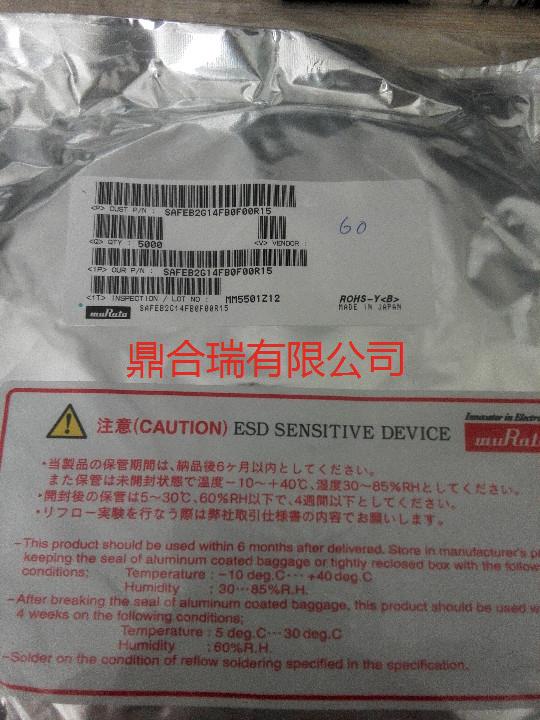 <P> CUST P/N : SAFEB2G14FB0F00R15
60
<Q> QTY : 5000 <V> VENDOR :
<1P> OUR P/N : SAFEB2G14FB0F00R15
<1T> INSPECTION / LOT NO : MM5501Z12 ROHS-Y<B>
muRata SAFEB2G14FB0F00R15 MADE IN JAPAN
鼎合瑞有限公司
注意(CAUTION) ESD SENSITIVE DEVICE
Innovator in Electro
muRata
・当製品の保管期間は、納品後6ヶ月以内としてください。
また保管は未開封状態で温度−10〜+40℃、湿度30〜85%RHとしてくだ
・開封後の保管は5〜30℃、60%RH以下で、4週間以下としてください。
・リフロー実験を行なう際は弊社取引仕様書の内容でお願いします。
−This product should be used within 6 months after delivered. Store in manufacturer's p
keeping the seal of aluminum coated baggage or tightly reclosed box with the follow
conditions; Temperature : −10 deg.C⋯+40deg.C
Humidity : 30⋯85%R.H.
−After breaking the seal of aluminum coated baggage, this product should be used w
4 weeks on the following conditions;
Temperature : 5 deg.C⋯30 deg.C
Humidity : 60%R.H.
−Solder on the condition of reflow soldering specified in the specification.